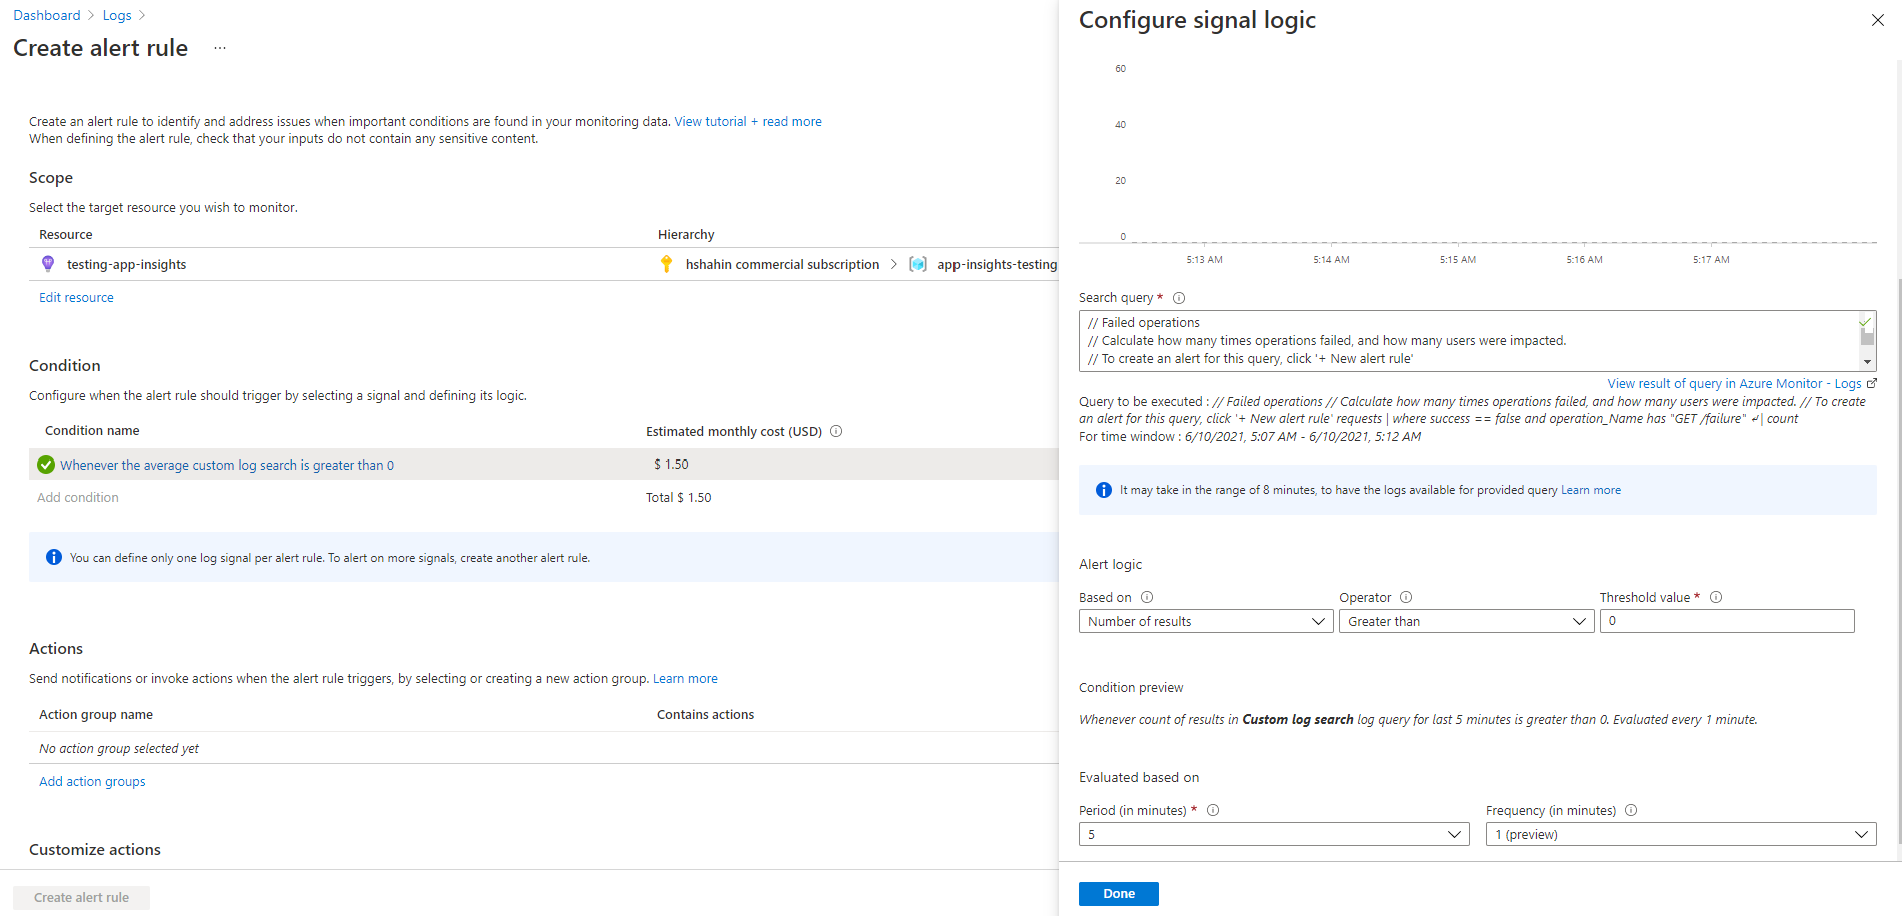 Dashboard > Logs >
Create alert rule ...
Create an alert rule to identify and address issues when important conditions are found in your monitoring data. View tutorial + read more
When defining the alert rule, check that your inputs do not contain any sensitive content.
Scope
Select the target resource you wish to monitor.
Resource Hierarchy
testing-app-insights hshahin commercial subscription > app-insights-testing
Edit resource
Condition
Configure when the alert rule should trigger by selecting a signal and defining its logic.
Condition name Estimated monthly cost (USD)
Whenever the average custom log search is greater than 0 $ 1.50
Add condition Total $ 1.50
You can define only one log signal per alert rule. To alert on more signals, create another alert rule.
Actions
Send notifications or invoke actions when the alert rule triggers, by selecting or creating a new action group. Learn more
Action group name Contains actions
No action group selected yet
Add action groups
Customize actions
Create alert rule
Configure signal logic
60
40
20
0
5:13 AM 5:14 AM 5:15 AM 5:16 AM 5:17 AM
Search query *
// Failed operations
// Calculate how many times operations failed, and how many users were impacted.
// To create an alert for this query, click '+ New alert rule'
View result of query in Azure Monitor - Logs
Query to be executed : // Failed operations // Calculate how many times operations failed, and how many users were impacted. // To create
an alert for this query, click '+ New alert rule' requests | where success == false and operation_Name has "GET /failure" ↲ | count
For time window : 6/10/2021, 5:07 AM - 6/10/2021, 5:12 AM
It may take in the range of 8 minutes, to have the logs available for provided query Learn more
Alert logic
Based on Operator Threshold value *
Number of results Greater than 0
Condition preview
Whenever count of results in Custom log search log query for last 5 minutes is greater than 0. Evaluated every 1 minute.
Evaluated based on
Period (in minutes) * Frequency (in minutes)
5 1 (preview)
Done